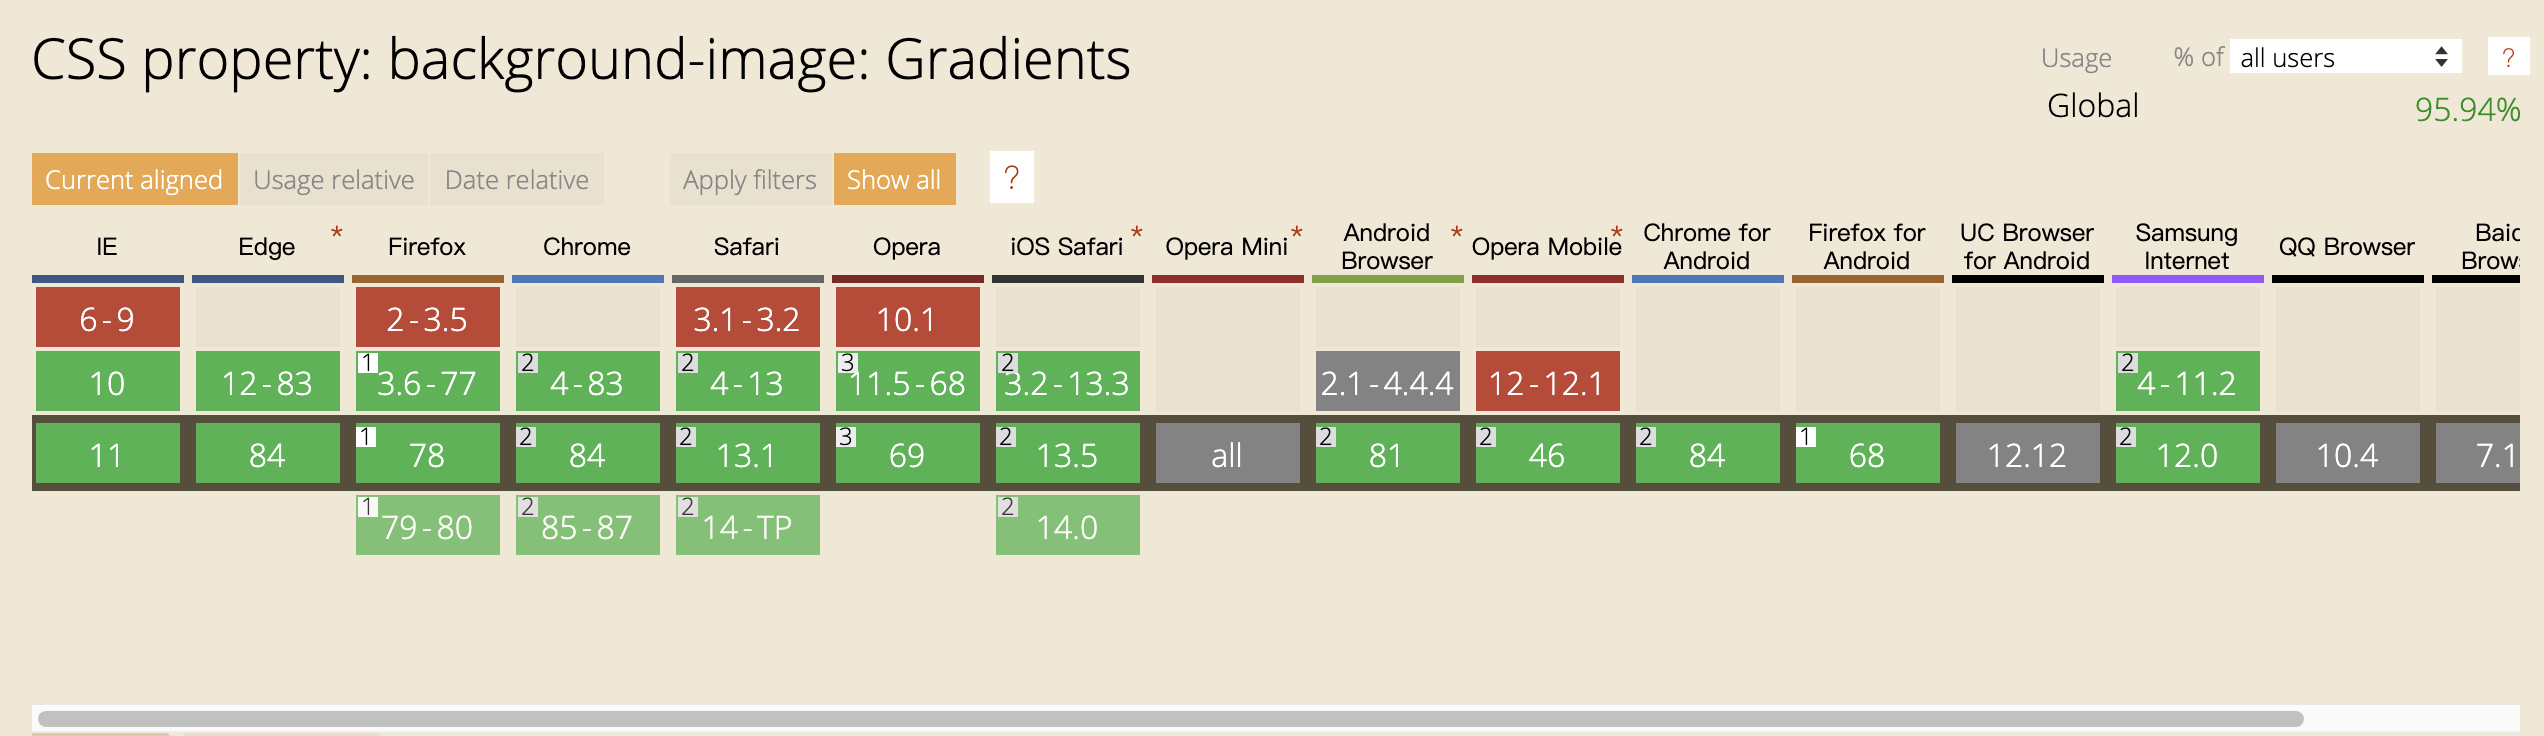 CSS property: background-image: Gradients
Usage % of all users ?
Global 95.94%
Current aligned Usage relative Date relative Apply filters Show all ?
IE Edge * Firefox Chrome Safari Opera iOS Safari * Opera Mini * Android Browser * Opera Mobile * Chrome for Android Firefox for Android UC Browser for Android Samsung Internet QQ Browser Baid Brows
6-9 2-3.5 3.1-3.2 10.1
10 12-83 1 3.6-77 2 4-83 2 4-13 3 11.5-68 2 3.2-13.3 2.1-4.4.4 12-12.1 2 4-11.2
11 84 1 78 2 84 2 13.1 3 69 2 13.5 all 2 81 2 46 2 84 1 68 12.12 2 12.0 10.4 7.1
1 79-80 2 85-87 2 14-TP 2 14.0